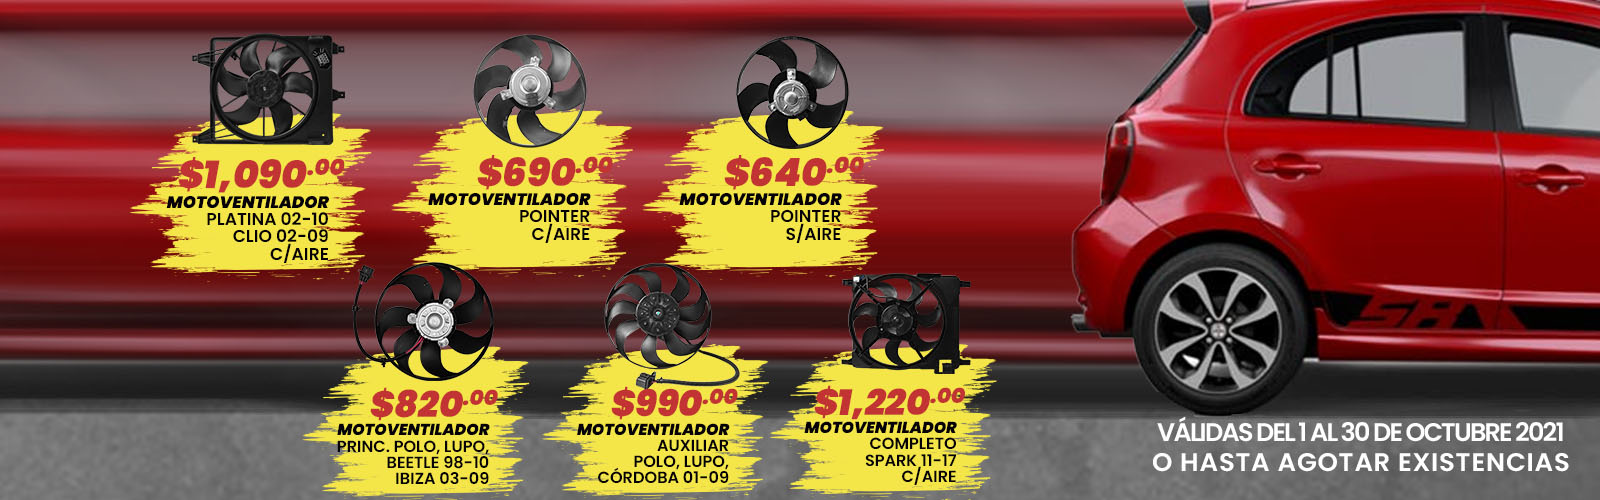 $1,090.00
MOTOVENTILADOR
PLATINA 02-10
CLIO 02-09
C/AIRE
$690.00
MOTOVENTILADOR
POINTER
C/AIRE
$640.00
MOTOVENTILADOR
POINTER
S/AIRE
$820.00
MOTOVENTILADOR
PRINC. POLO, LUPO,
BEETLE 98-10
IBIZA 03-09
$990.00
MOTOVENTILADOR
AUXILIAR
POLO, LUPO,
CÓRDOBA 01-09
$1,220.00
MOTOVENTILADOR
COMPLETO
SPARK 11-17
C/AIRE
SR
VÁLIDAS DEL 1 AL 30 DE OCTUBRE 2021
O HASTA AGOTAR EXISTENCIAS